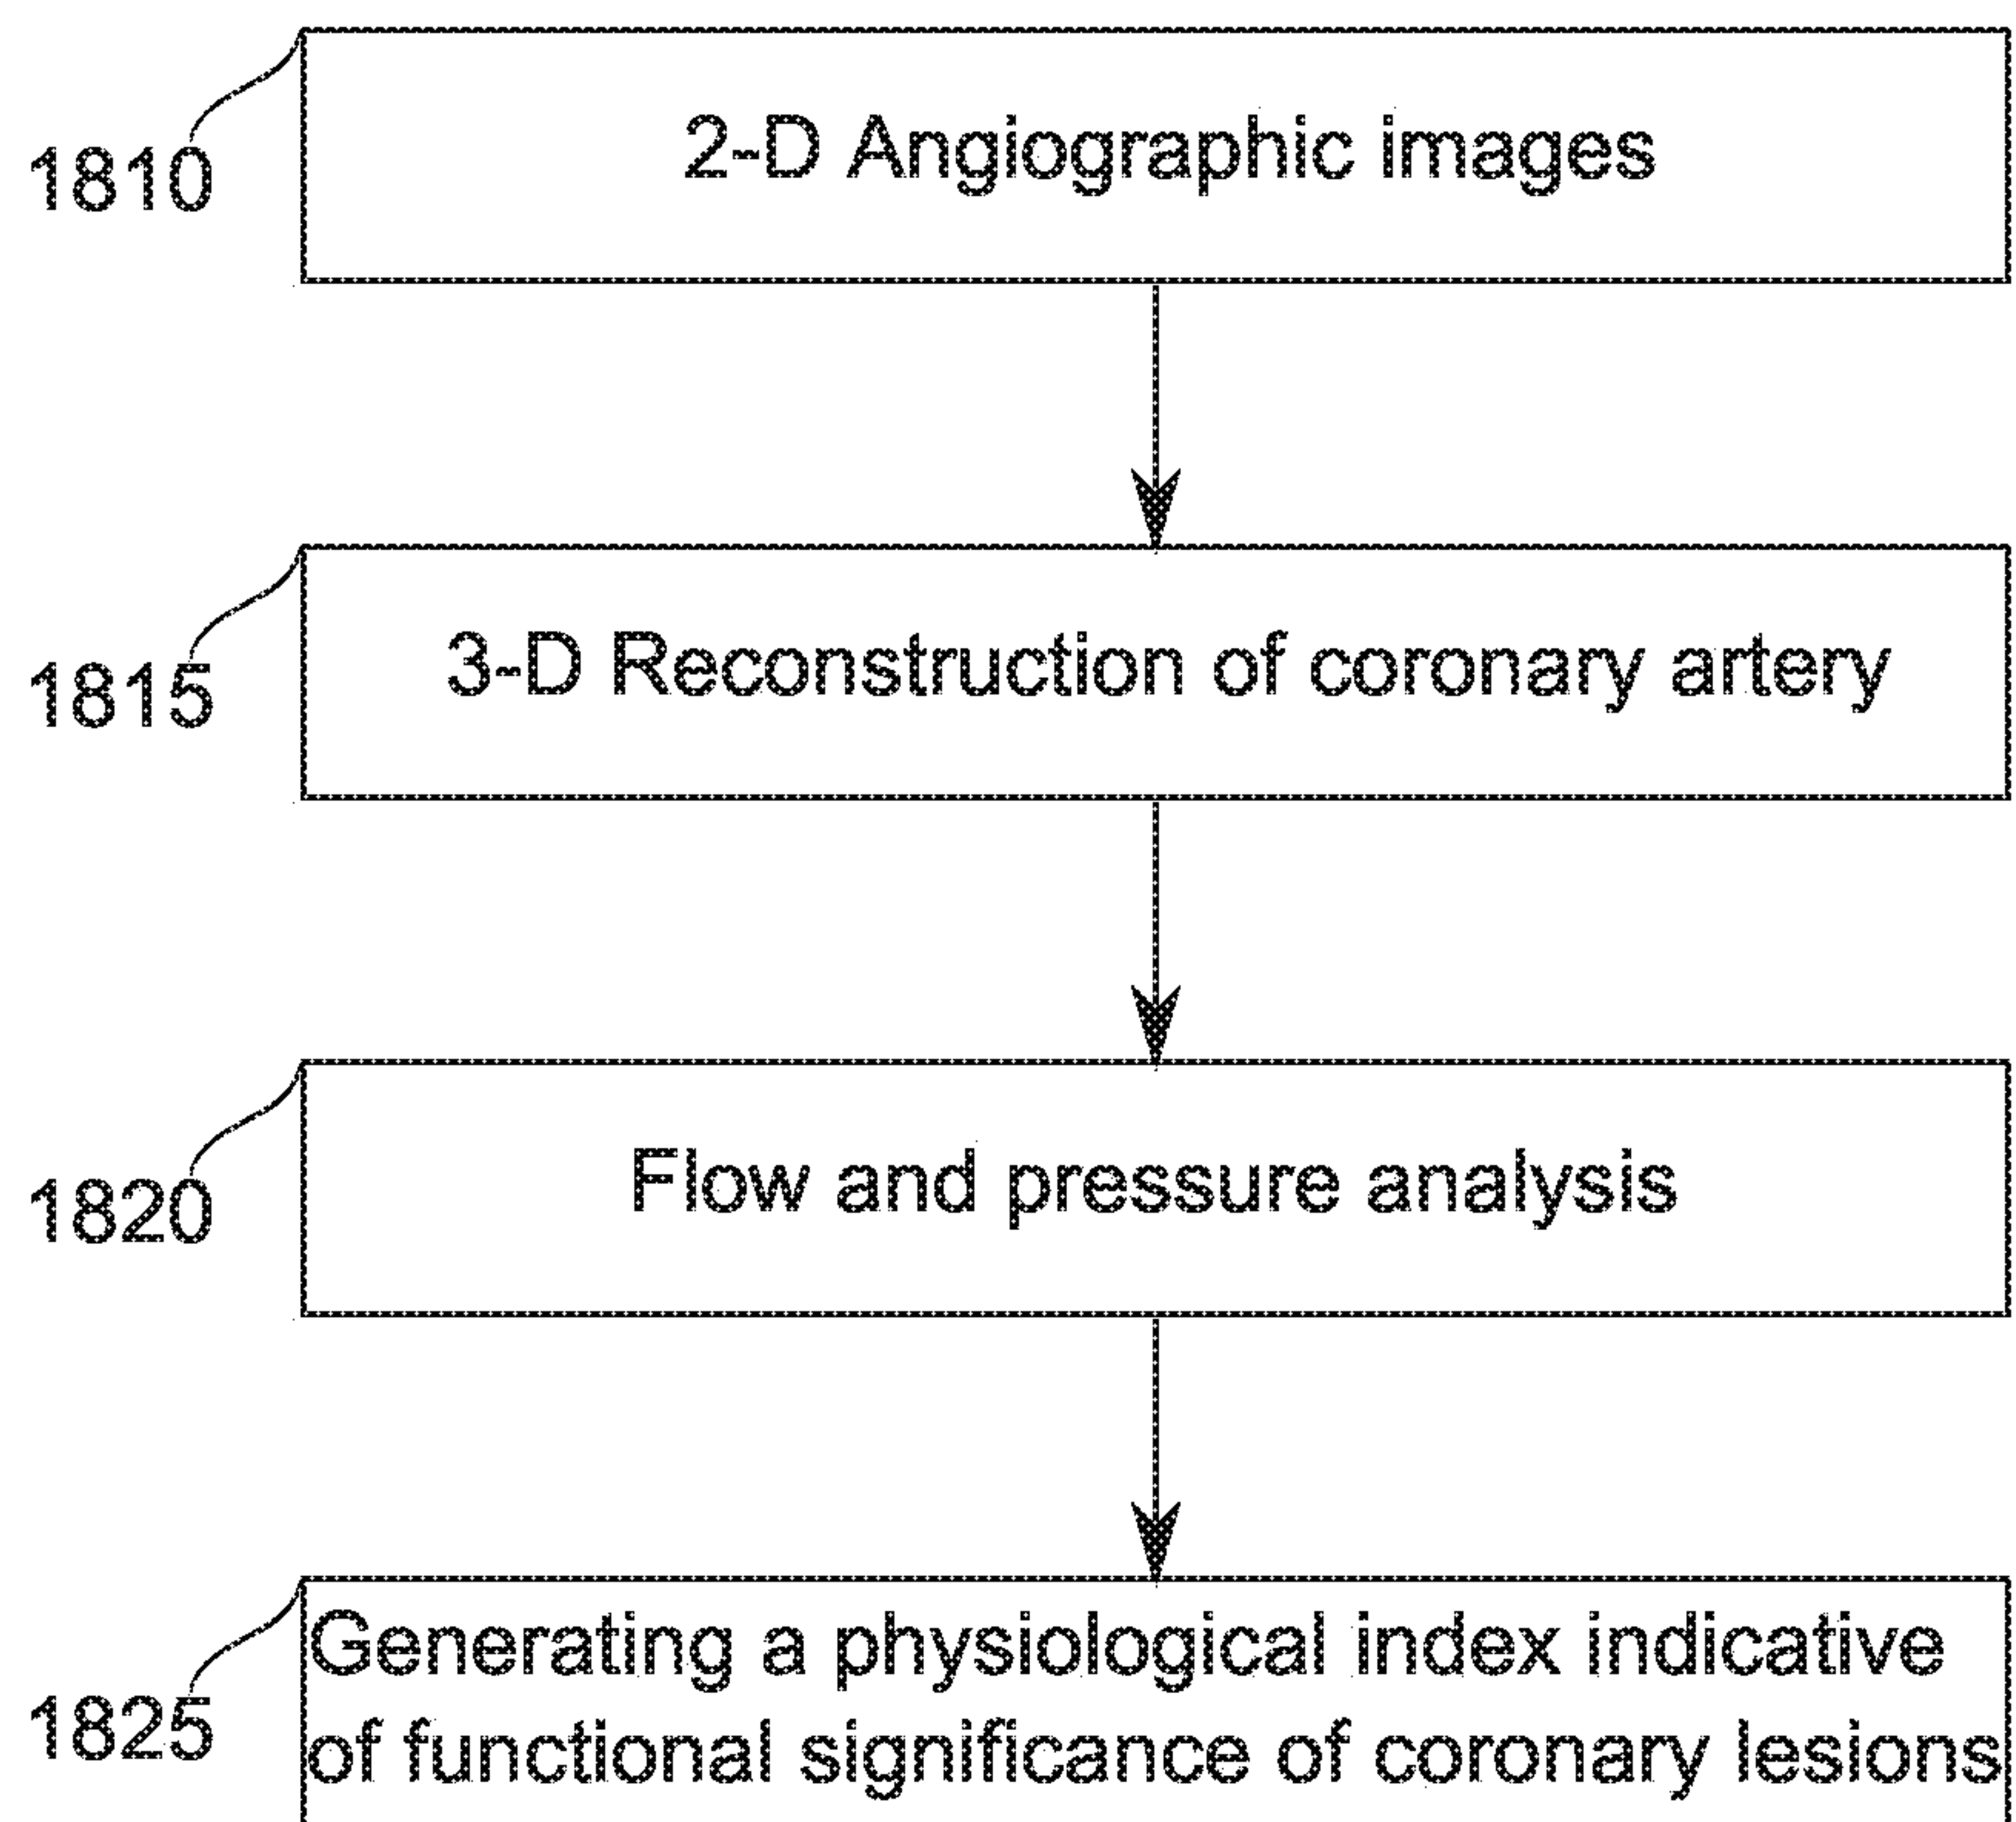 1810
2-D Angiographic images
1815
3-D Reconstruction of coronary artery
1820
Flow and pressure analysis
1825
Generating a physiological index indicative
of functional significance of coronary lesions